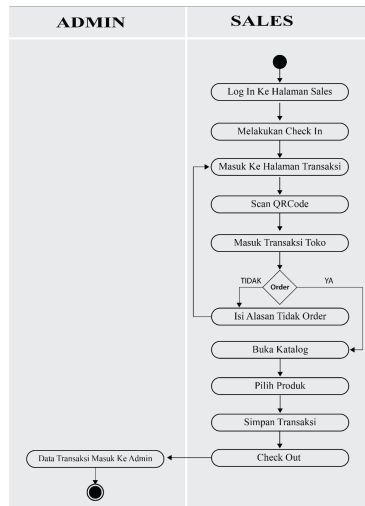 ADMIN
SALES
Log In Ke Halaman Sales
Melakukan Check In
Masuk Ke Halaman Transaksi
Scan QRCode
Masuk Transaksi Toko
TIDAK
Order
YA
Isi Alasan Tidak Order
Buka Katalog
Pilih Produk
Simpan Transaksi
Check Out
Data Transaksi Masuk Ke Admin